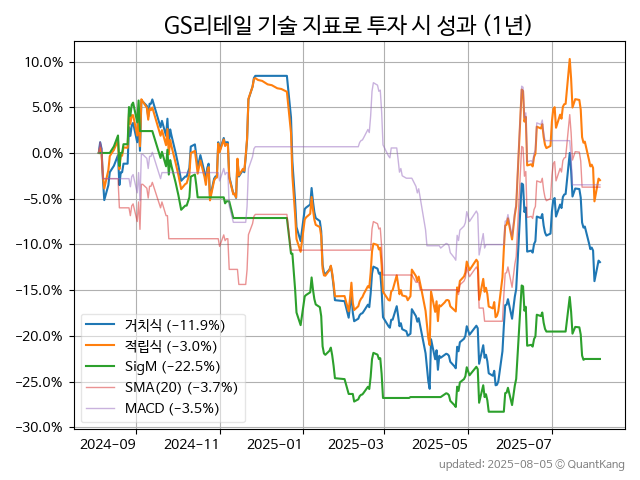 GS리테일 기술 지표로 투자 시 성과 (1년)
10.0%
5.0%
0.0%
−5.0%
−10.0%
−15.0%
−20.0%
−25.0%
−30.0%
거치식 (−11.9%)
적립식 (−3.0%)
SigM (−22.5%)
SMA(20) (−3.7%)
MACD (−3.5%)
2024-09 2024-11 2025-01 2025-03 2025-05 2025-07
updated: 2025-08-05 ⓒ QuantKang